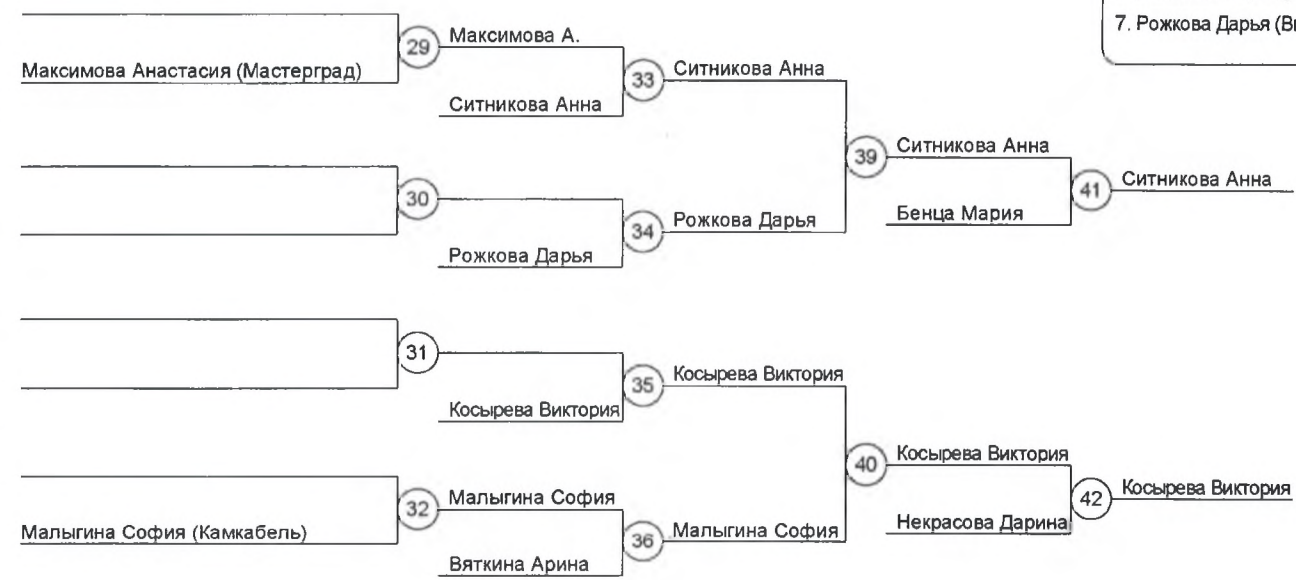 7. Рожкова Дарья
Максимова Анастасия (Мастерград)
29
Максимова А.
Ситникова Анна
33
Ситникова Анна
30
Рожкова Дарья
34
Рожкова Дарья
39
Ситникова Анна
Бенца Мария
41
Ситникова Анна
31
Косырева Виктория
35
Косырева Виктория
Малыгина София (Камкабель)
32
Малыгина София
Вяткина Арина
36
Малыгина София
40
Косырева Виктория
Некрасова Дарина
42
Косырева Виктория